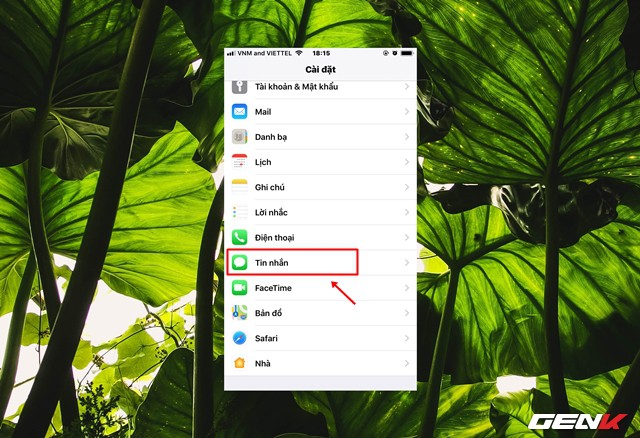 VNM and VIETTEL 18:15
Cài đặt
Tài khoản & Mật khẩu
Mail
Danh bạ
Lịch
Ghi chú
Lời nhắc
Điện thoại
Tin nhắn
FaceTime
Bản đồ
Safari
Nhà
GENK